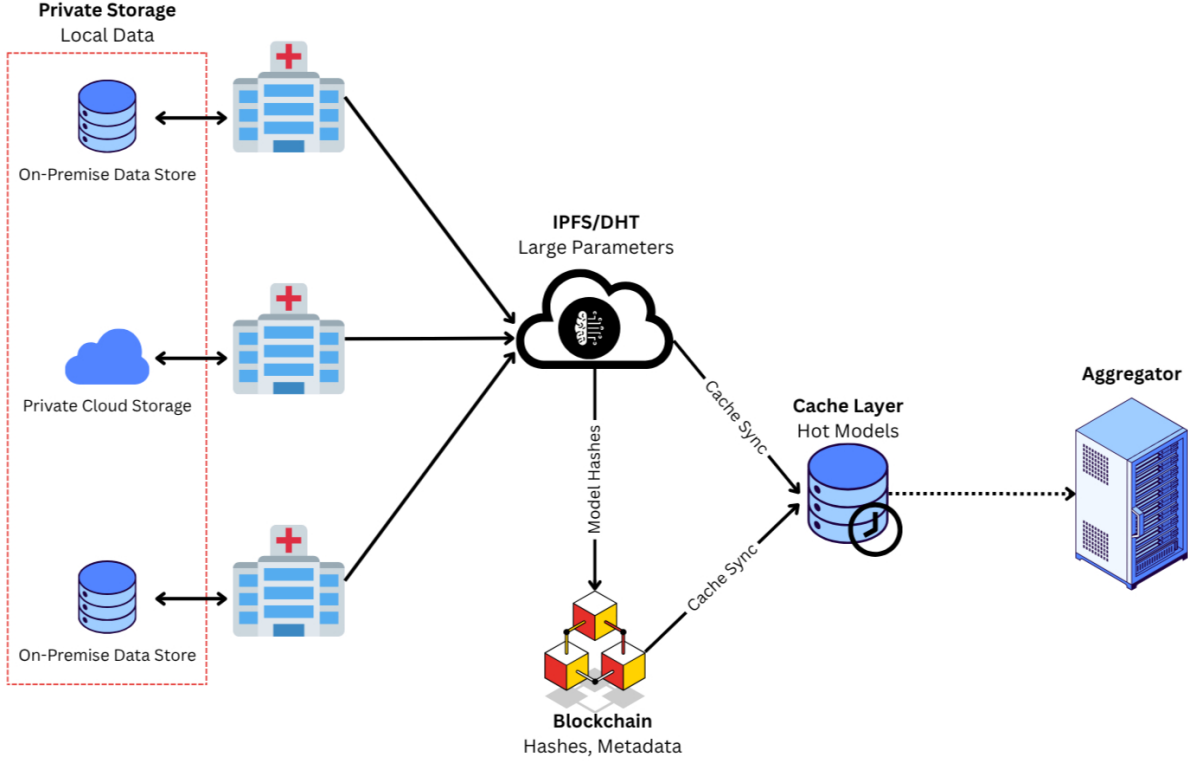 Private Storage
Local Data
On-Premise Data Store
Private Cloud Storage
On-Premise Data Store
IPFS/DHT
Large Parameters
Model Hashes
Cache Sync
Cache Sync
Blockchain
Hashes, Metadata
Cache Layer
Hot Models
Aggregator